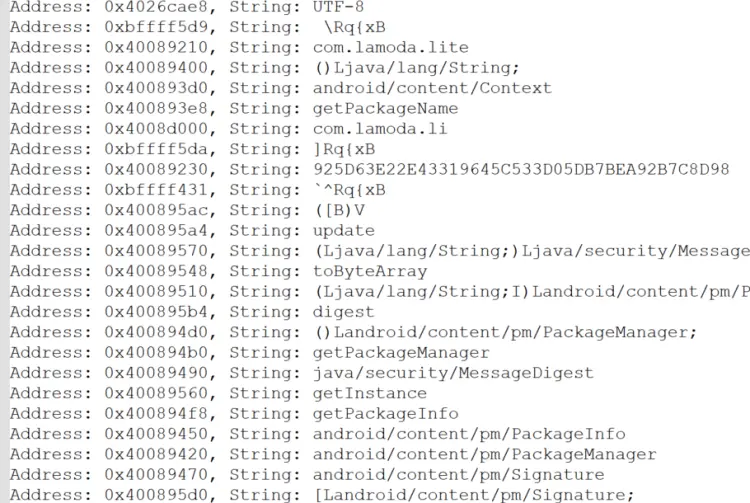 Address: 0x4026cae8, String: UTF-8
Address: 0xbffff5d9, String:  \Rq{xB
Address: 0x40089210, String: com.lamoda.lite
Address: 0x40089400, String: ()Ljava/lang/String;
Address: 0x400893d0, String: android/content/Context
Address: 0x400893e8, String: getPackageName
Address: 0x4008d000, String: com.lamoda.li
Address: 0xbffff5da, String: ]Rq{xB
Address: 0x40089230, String: 925D63E22E43319645C533D05DB7BEA92B7C8D98
Address: 0xbffff431, String: `^Rq{xB
Address: 0x400895ac, String: ([B)V
Address: 0x400895a4, String: update
Address: 0x40089570, String: (Ljava/lang/String;)Ljava/security/Message
Address: 0x40089548, String: toByteArray
Address: 0x40089510, String: (Ljava/lang/String;I)Landroid/content/pm/P
Address: 0x400895b4, String: digest
Address: 0x400894d0, String: ()Landroid/content/pm/PackageManager;
Address: 0x400894b0, String: getPackageManager
Address: 0x40089490, String: java/security/MessageDigest
Address: 0x40089560, String: getInstance
Address: 0x400894f8, String: getPackageInfo
Address: 0x40089450, String: android/content/pm/PackageInfo
Address: 0x40089420, String: android/content/pm/PackageManager
Address: 0x40089470, String: android/content/pm/Signature
Address: 0x400895d0, String: [Landroid/content/pm/Signature;